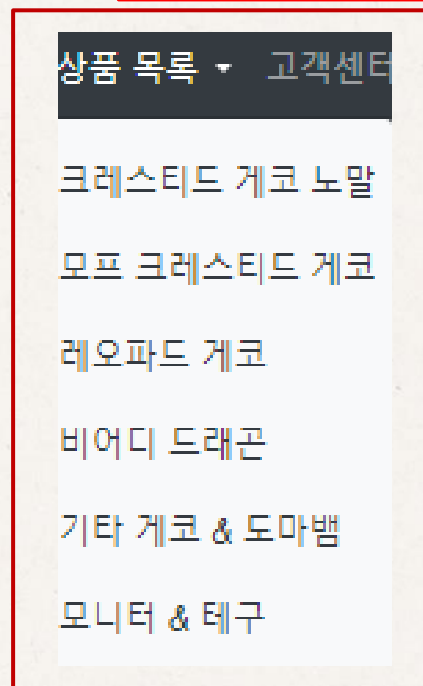 상품 목록 고객센터
크레스티드 게코 노말
모프 크레스티드 게코
레오파드 게코
비어디 드래곤
기타 게코 & 도마뱀
모니터 & 테구